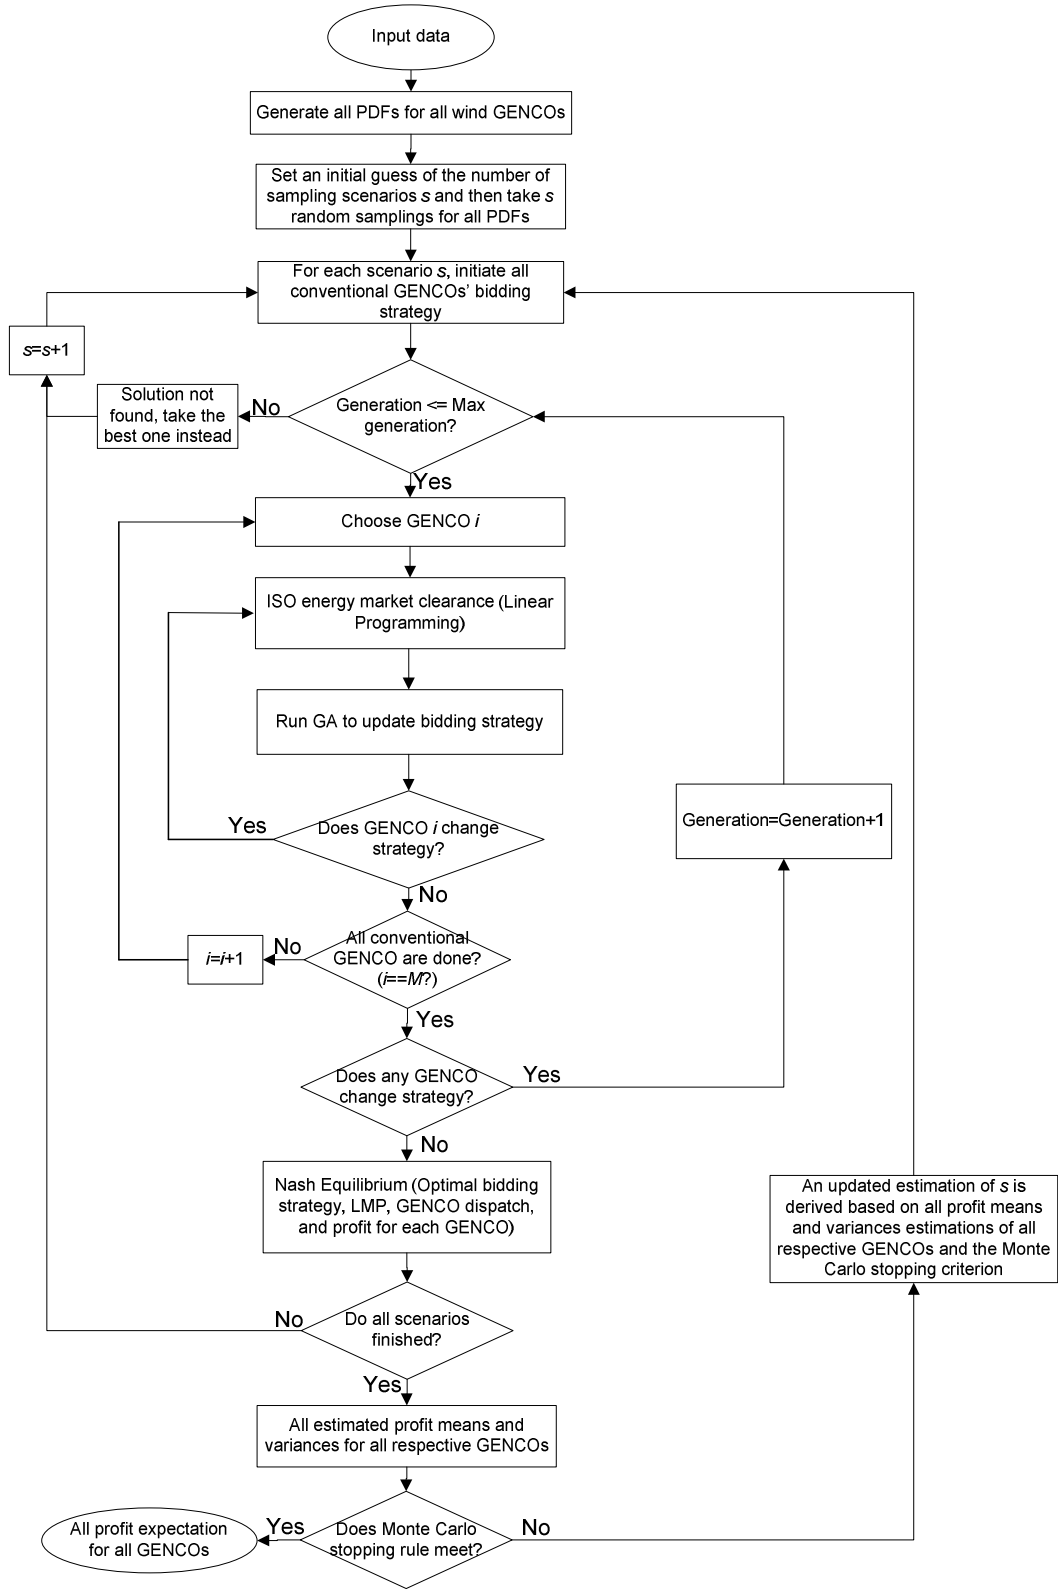 Input data
Generate all PDFs for all wind GENCOs
Set an initial guess of the number of
sampling scenarios s and then take s
random samplings for all PDFs
For each scenario s, initiate all
conventional GENCOs’ bidding
strategy
s=s+1
Solution not
found, take the
best one instead
No
Generation <= Max
generation?
Yes
Choose GENCO i
ISO energy market clearance (Linear
Programming)
Run GA to update bidding strategy
Generation=Generation+1
Yes
Does GENCO i change
strategy?
No
i=i+1
No
All conventional
GENCO are done?
(i==M?)
Yes
Does any GENCO
change strategy?
Yes
No
Nash Equilibrium (Optimal bidding
strategy, LMP, GENCO dispatch,
and profit for each GENCO)
An updated estimation of s is
derived based on all profit means
and variances estimations of all
respective GENCOs and the Monte
Carlo stopping criterion
No
Do all scenarios
finished?
Yes
All estimated profit means and
variances for all respective GENCOs
All profit expectation
for all GENCOs
Yes
Does Monte Carlo
stopping rule meet?
No